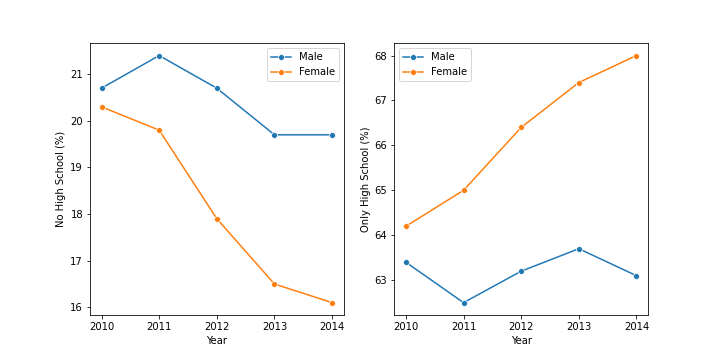 No High School (%)
21
20
19
18
17
16
Male
Female
2010 2011 2012 2013 2014
Year
Only High School (%)
68
67
66
65
64
63
Male
Female
2010 2011 2012 2013 2014
Year